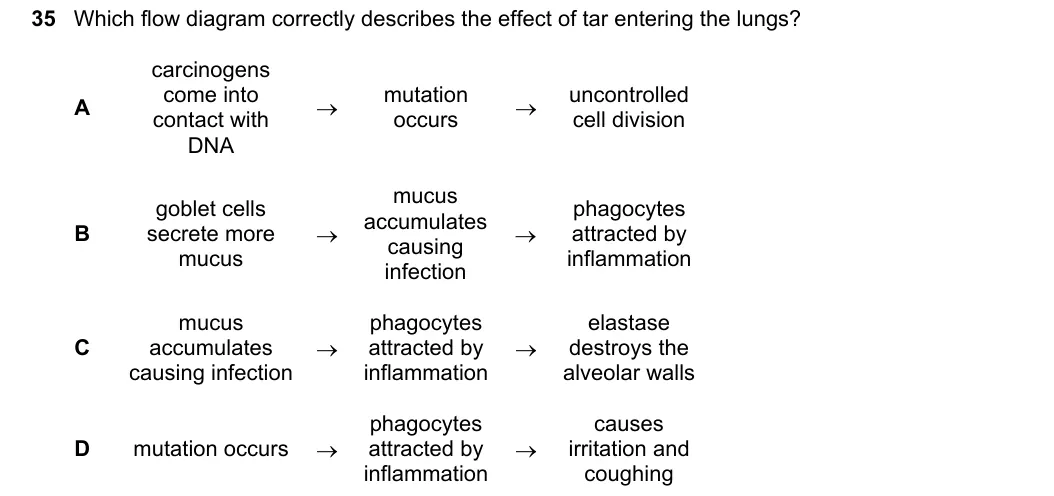 35 Which flow diagram correctly describes the effect of tar entering the lungs?
carcinogens
come into
A contact with → mutation occurs → uncontrolled cell division
DNA
mucus
goblet cells accumulates phagocytes
B secrete more → causing → attracted by
mucus infection inflammation
mucus phagocytes elastase
C accumulates → attracted by → destroys the
causing infection inflammation alveolar walls
phagocytes causes
D mutation occurs → attracted by → irritation and
inflammation coughing